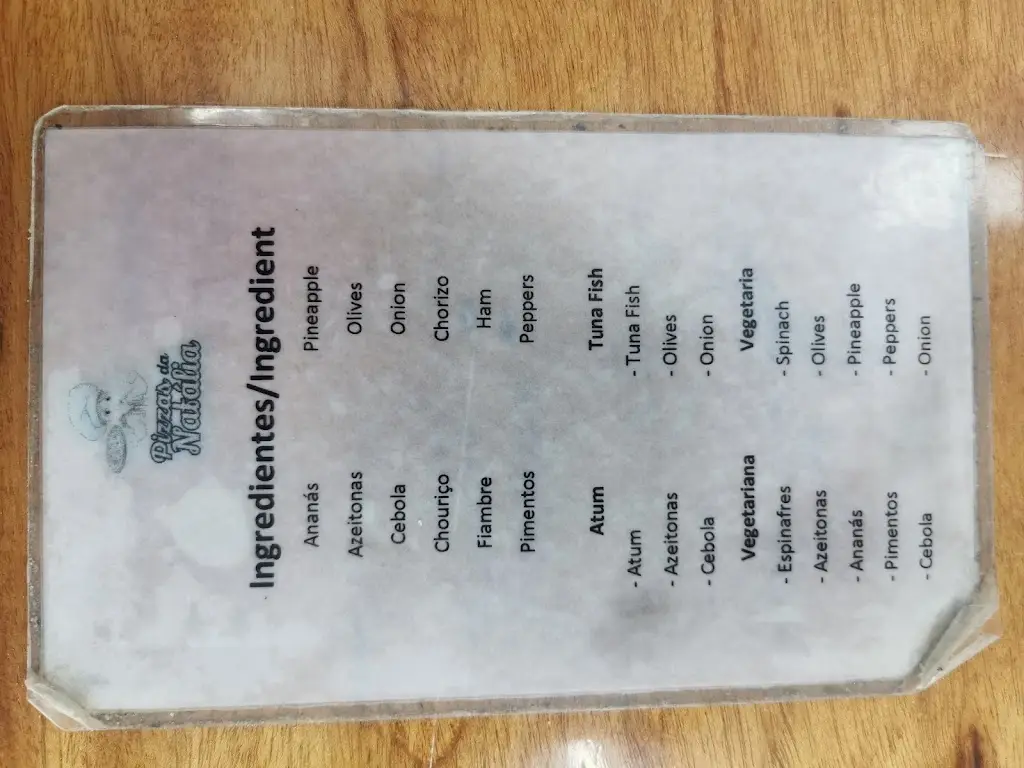 Pizzas da
Natália
Ingredientes/Ingredient
Ananás Pineapple
Azeitonas Olives
Cebola Onion
Chouriço Chorizo
Fiambre Ham
Pimentos Peppers
Atum Tuna Fish
- Atum - Tuna Fish
- Azeitonas - Olives
- Cebola - Onion
Vegetariana Vegetaria
- Espinafres - Spinach
- Azeitonas - Olives
- Ananás - Pineapple
- Pimentos - Peppers
- Cebola - Onion